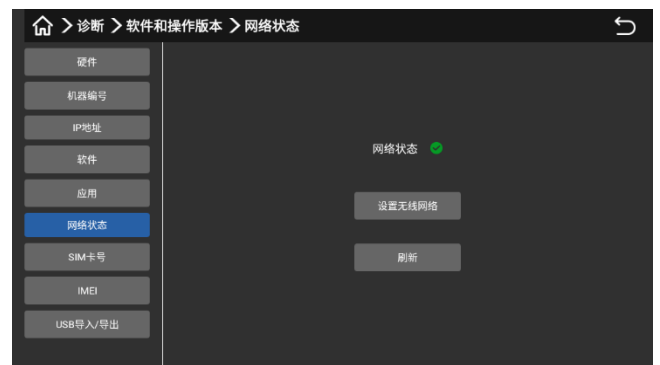 诊断 > 软件和操作版本 > 网络状态
硬件
机器编号
IP地址
软件
应用
网络状态
SIM卡号
IMEI
USB导入/导出
网络状态
设置无线网络
刷新